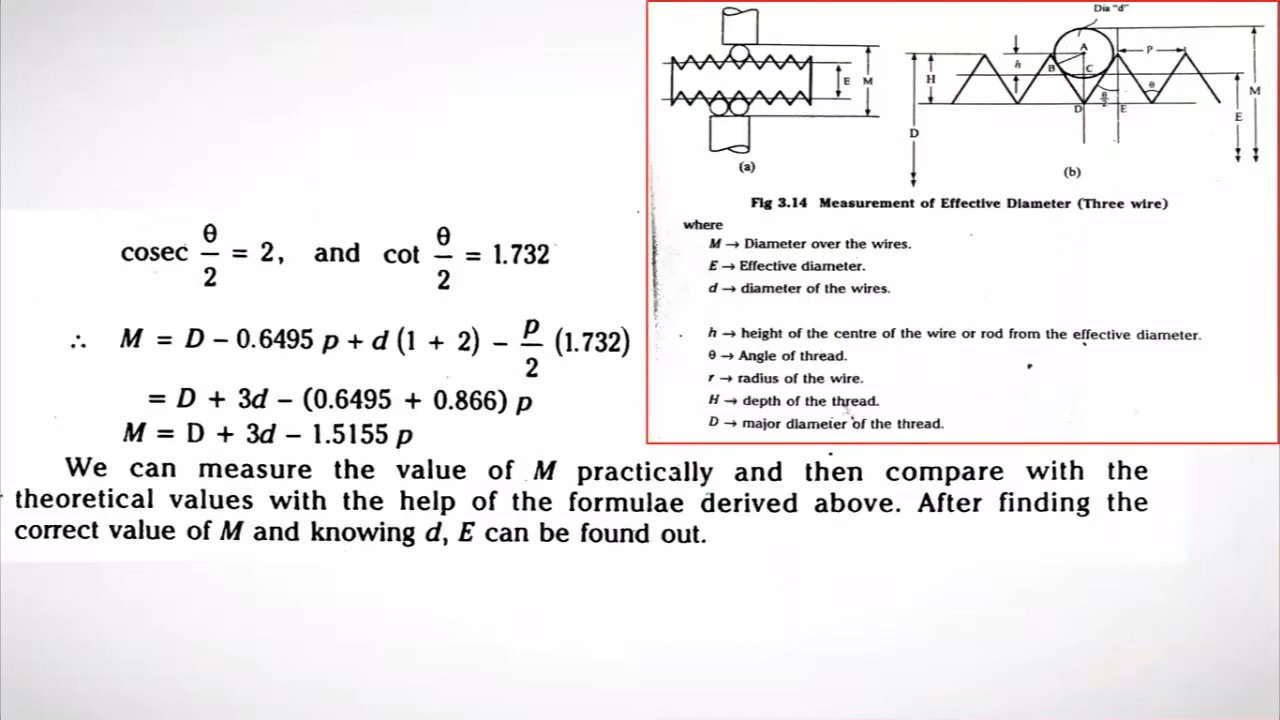 cosec θ/2 = 2, and cot θ/2 = 1.732
∴ M = D – 0.6495 p + d (1 + 2) – p/2 (1.732)
= D + 3d – (0.6495 + 0.866) p
M = D + 3d – 1.5155 p
We can measure the value of M practically and then compare with the
theoretical values with the help of the formulae derived above. After finding the
correct value of M and knowing d, E can be found out.
E
M
(a)
Dia "d"
A
B
C
h
P
H
θ
θ/2
D
E
D
E
M
(b)
Fig 3.14 Measurement of Effective Diameter (Three wire)
where
M → Diameter over the wires.
E → Effective diameter.
d → diameter of the wires.
h → height of the centre of the wire or rod from the effective diameter.
θ → Angle of thread.
r → radius of the wire.
H → depth of the thread.
D → major diameter of the thread.